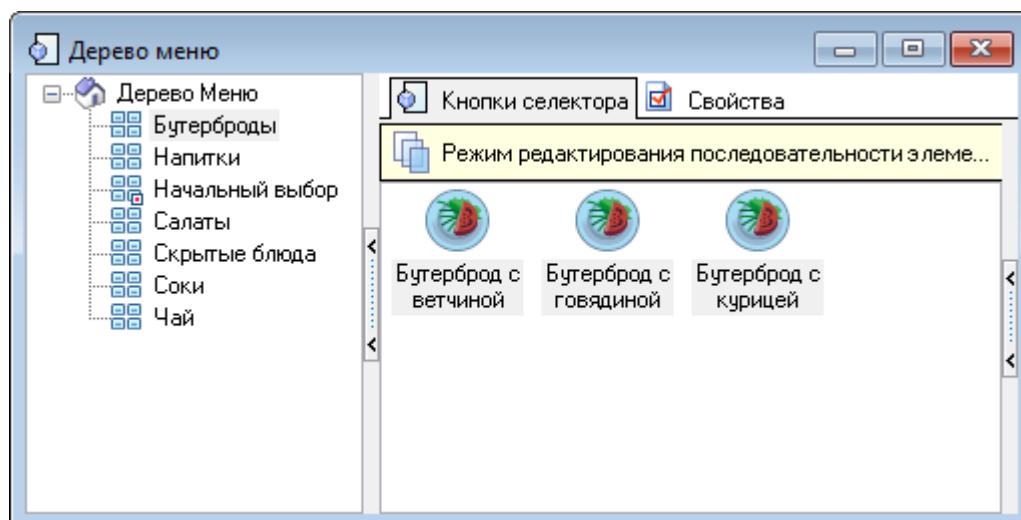 Дерево меню
Дерево Меню
Бутерброды
Напитки
Начальный выбор
Салаты
Скрытые блюда
Соки
Чай
Кнопки селектора
Свойства
Режим редактирования последовательности элеме...
Бутерброд с
ветчиной
Бутерброд с
говядиной
Бутерброд с
курицей